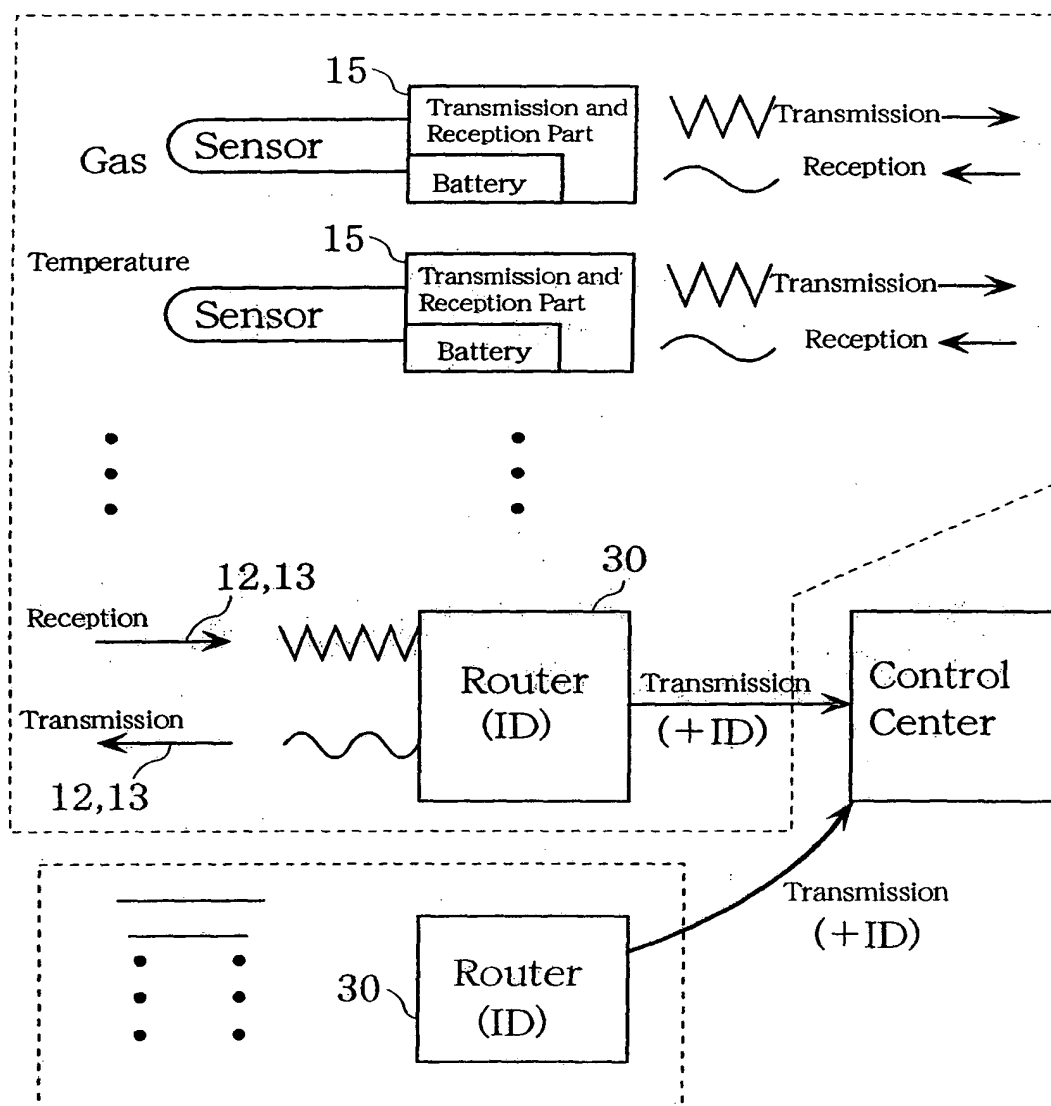 15
Transmission and
Reception Part
Gas
Sensor
Battery
Transmission
Reception
15
Temperature
Transmission and
Reception Part
Sensor
Battery
Transmission
Reception
12,13
30
Reception
Router
(ID)
Transmission
(+ID)
Control
Center
Transmission
12,13
Transmission
(+ID)
30
Router
(ID)